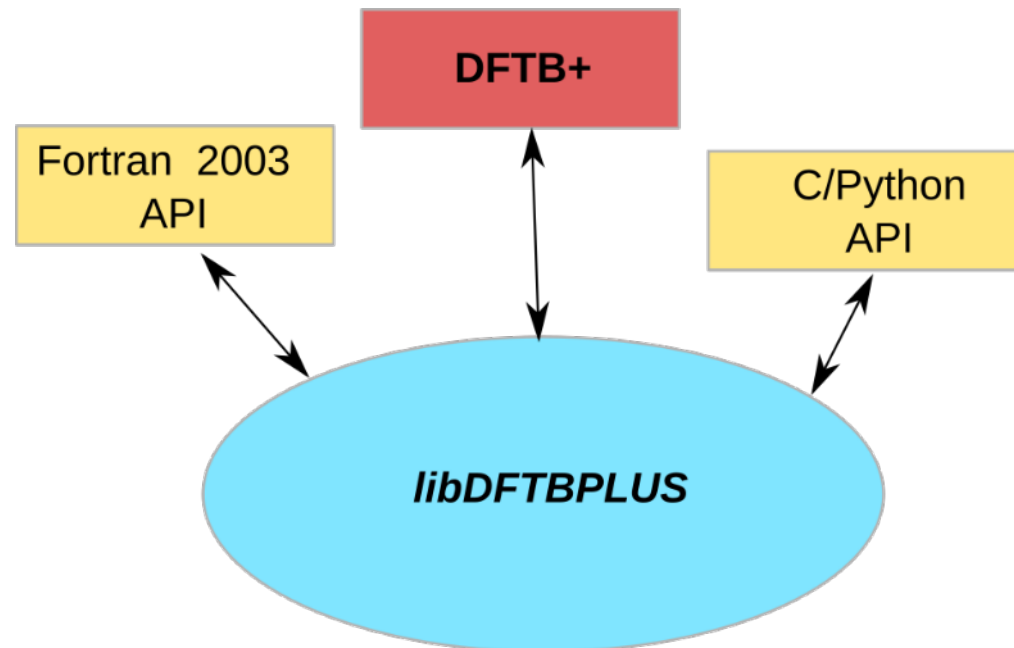 DFTB+
Fortran 2003
API
C/Python
API
libDFTBPLUS